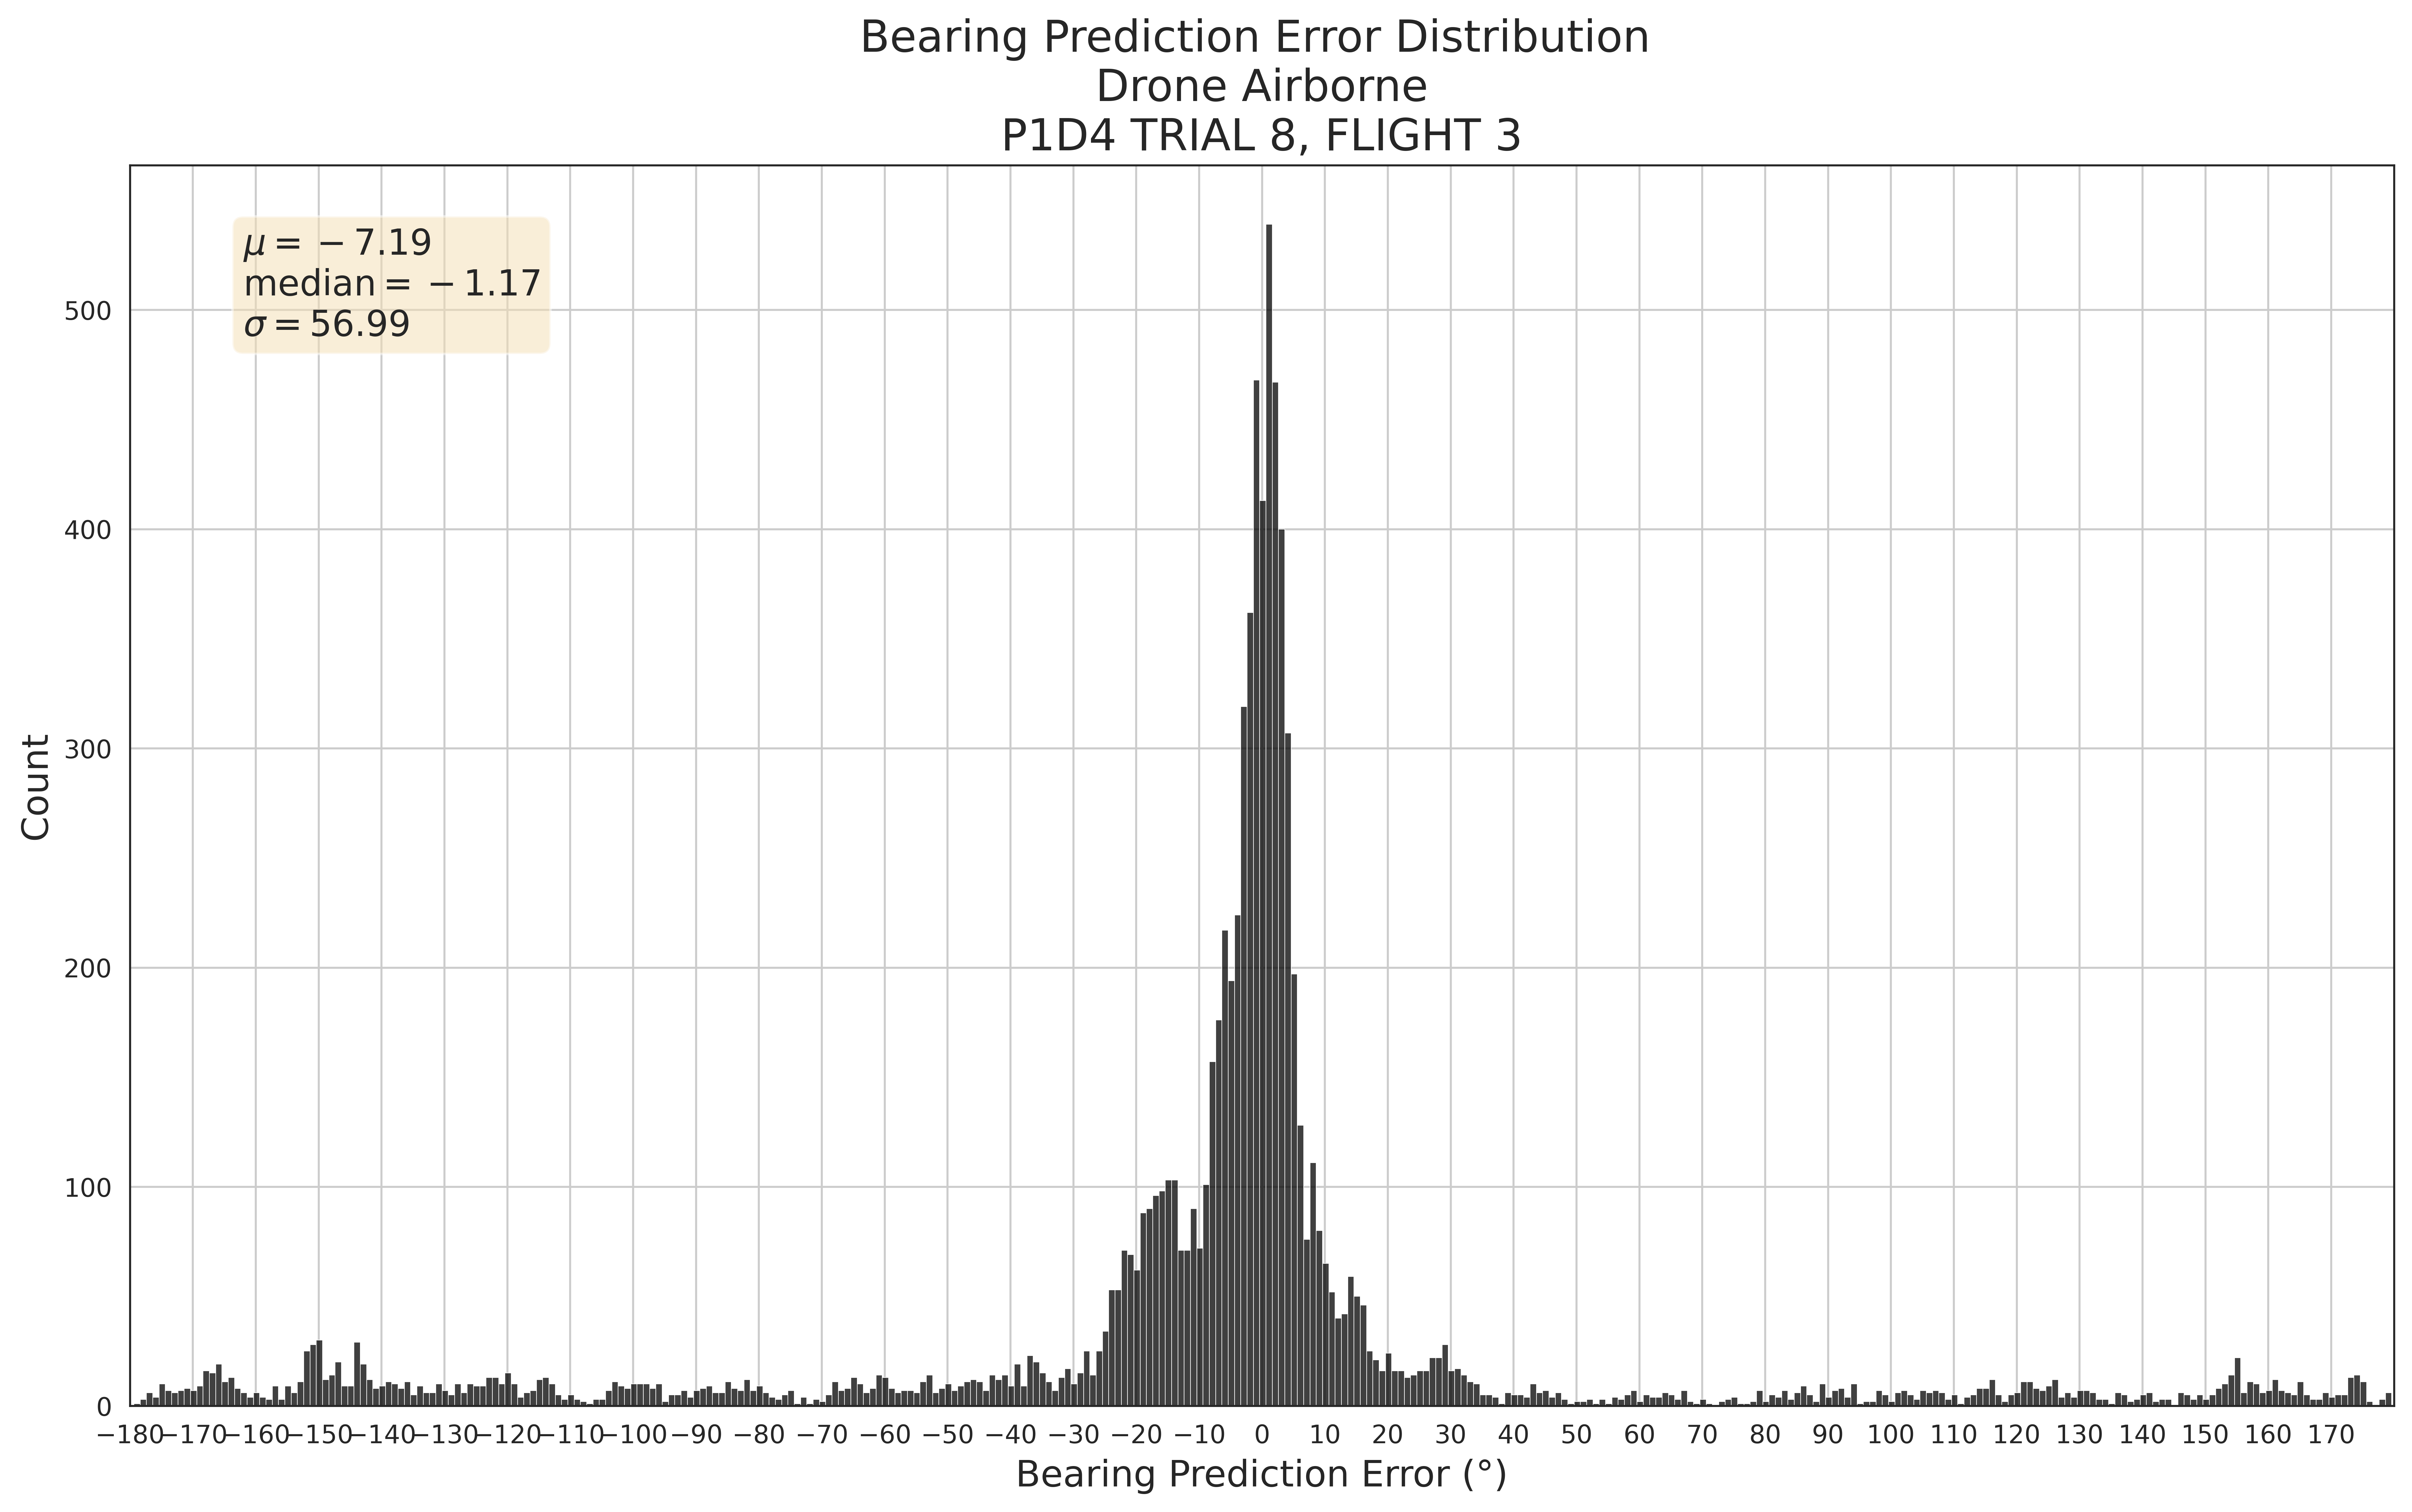 Bearing Prediction Error Distribution
Drone Airborne
P1D4 TRIAL 8, FLIGHT 3
μ = −7.19
median = −1.17
σ = 56.99
Count
500
400
300
200
100
0
−180 −170 −160 −150 −140 −130 −120 −110 −100 −90 −80 −70 −60 −50 −40 −30 −20 −10 0 10 20 30 40 50 60 70 80 90 100 110 120 130 140 150 160 170
Bearing Prediction Error (°)